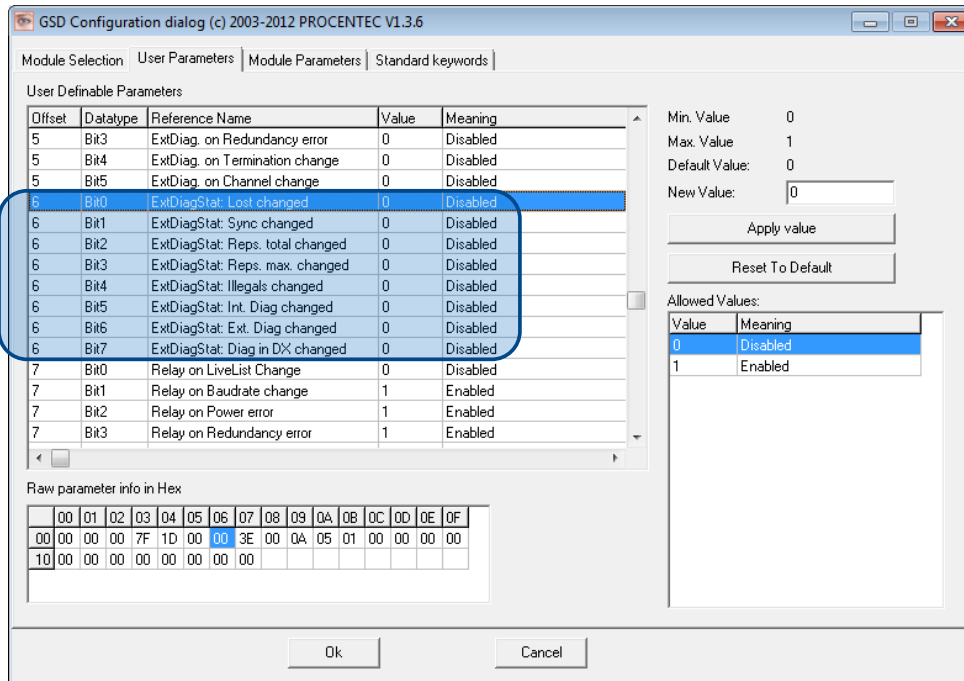 GSD Configuration dialog (c) 2003-2012 PROCENTEC V1.3.6
Module Selection User Parameters Module Parameters Standard keywords
User Definable Parameters
Offset Datatype Reference Name Value Meaning
5 Bit3 ExtDiag. on Redundancy error 0 Disabled
5 Bit4 ExtDiag. on Termination change 0 Disabled
5 Bit5 ExtDiag. on Channel change 0 Disabled
6 Bit0 ExtDiagStat: Lost changed 0 Disabled
6 Bit1 ExtDiagStat: Sync changed 0 Disabled
6 Bit2 ExtDiagStat: Reps. total changed 0 Disabled
6 Bit3 ExtDiagStat: Reps. max. changed 0 Disabled
6 Bit4 ExtDiagStat: Illegals changed 0 Disabled
6 Bit5 ExtDiagStat: Int. Diag changed 0 Disabled
6 Bit6 ExtDiagStat: Ext. Diag changed 0 Disabled
6 Bit7 ExtDiagStat: Diag in DX changed 0 Disabled
7 Bit0 Relay on LiveList Change 0 Disabled
7 Bit1 Relay on Baudrate change 1 Enabled
7 Bit2 Relay on Power error 1 Enabled
7 Bit3 Relay on Redundancy error 1 Enabled
Min. Value 0
Max. Value 1
Default Value: 0
New Value: 0
Apply value
Reset To Default
Allowed Values:
Value Meaning
0 Disabled
1 Enabled
Raw parameter info in Hex
00 01 02 03 04 05 06 07 08 09 0A 0B 0C 0D 0E 0F
00 00 00 00 7F 1D 00 00 3E 00 0A 05 01 00 00 00 00
10 00 00 00 00 00 00 00 00
Ok Cancel